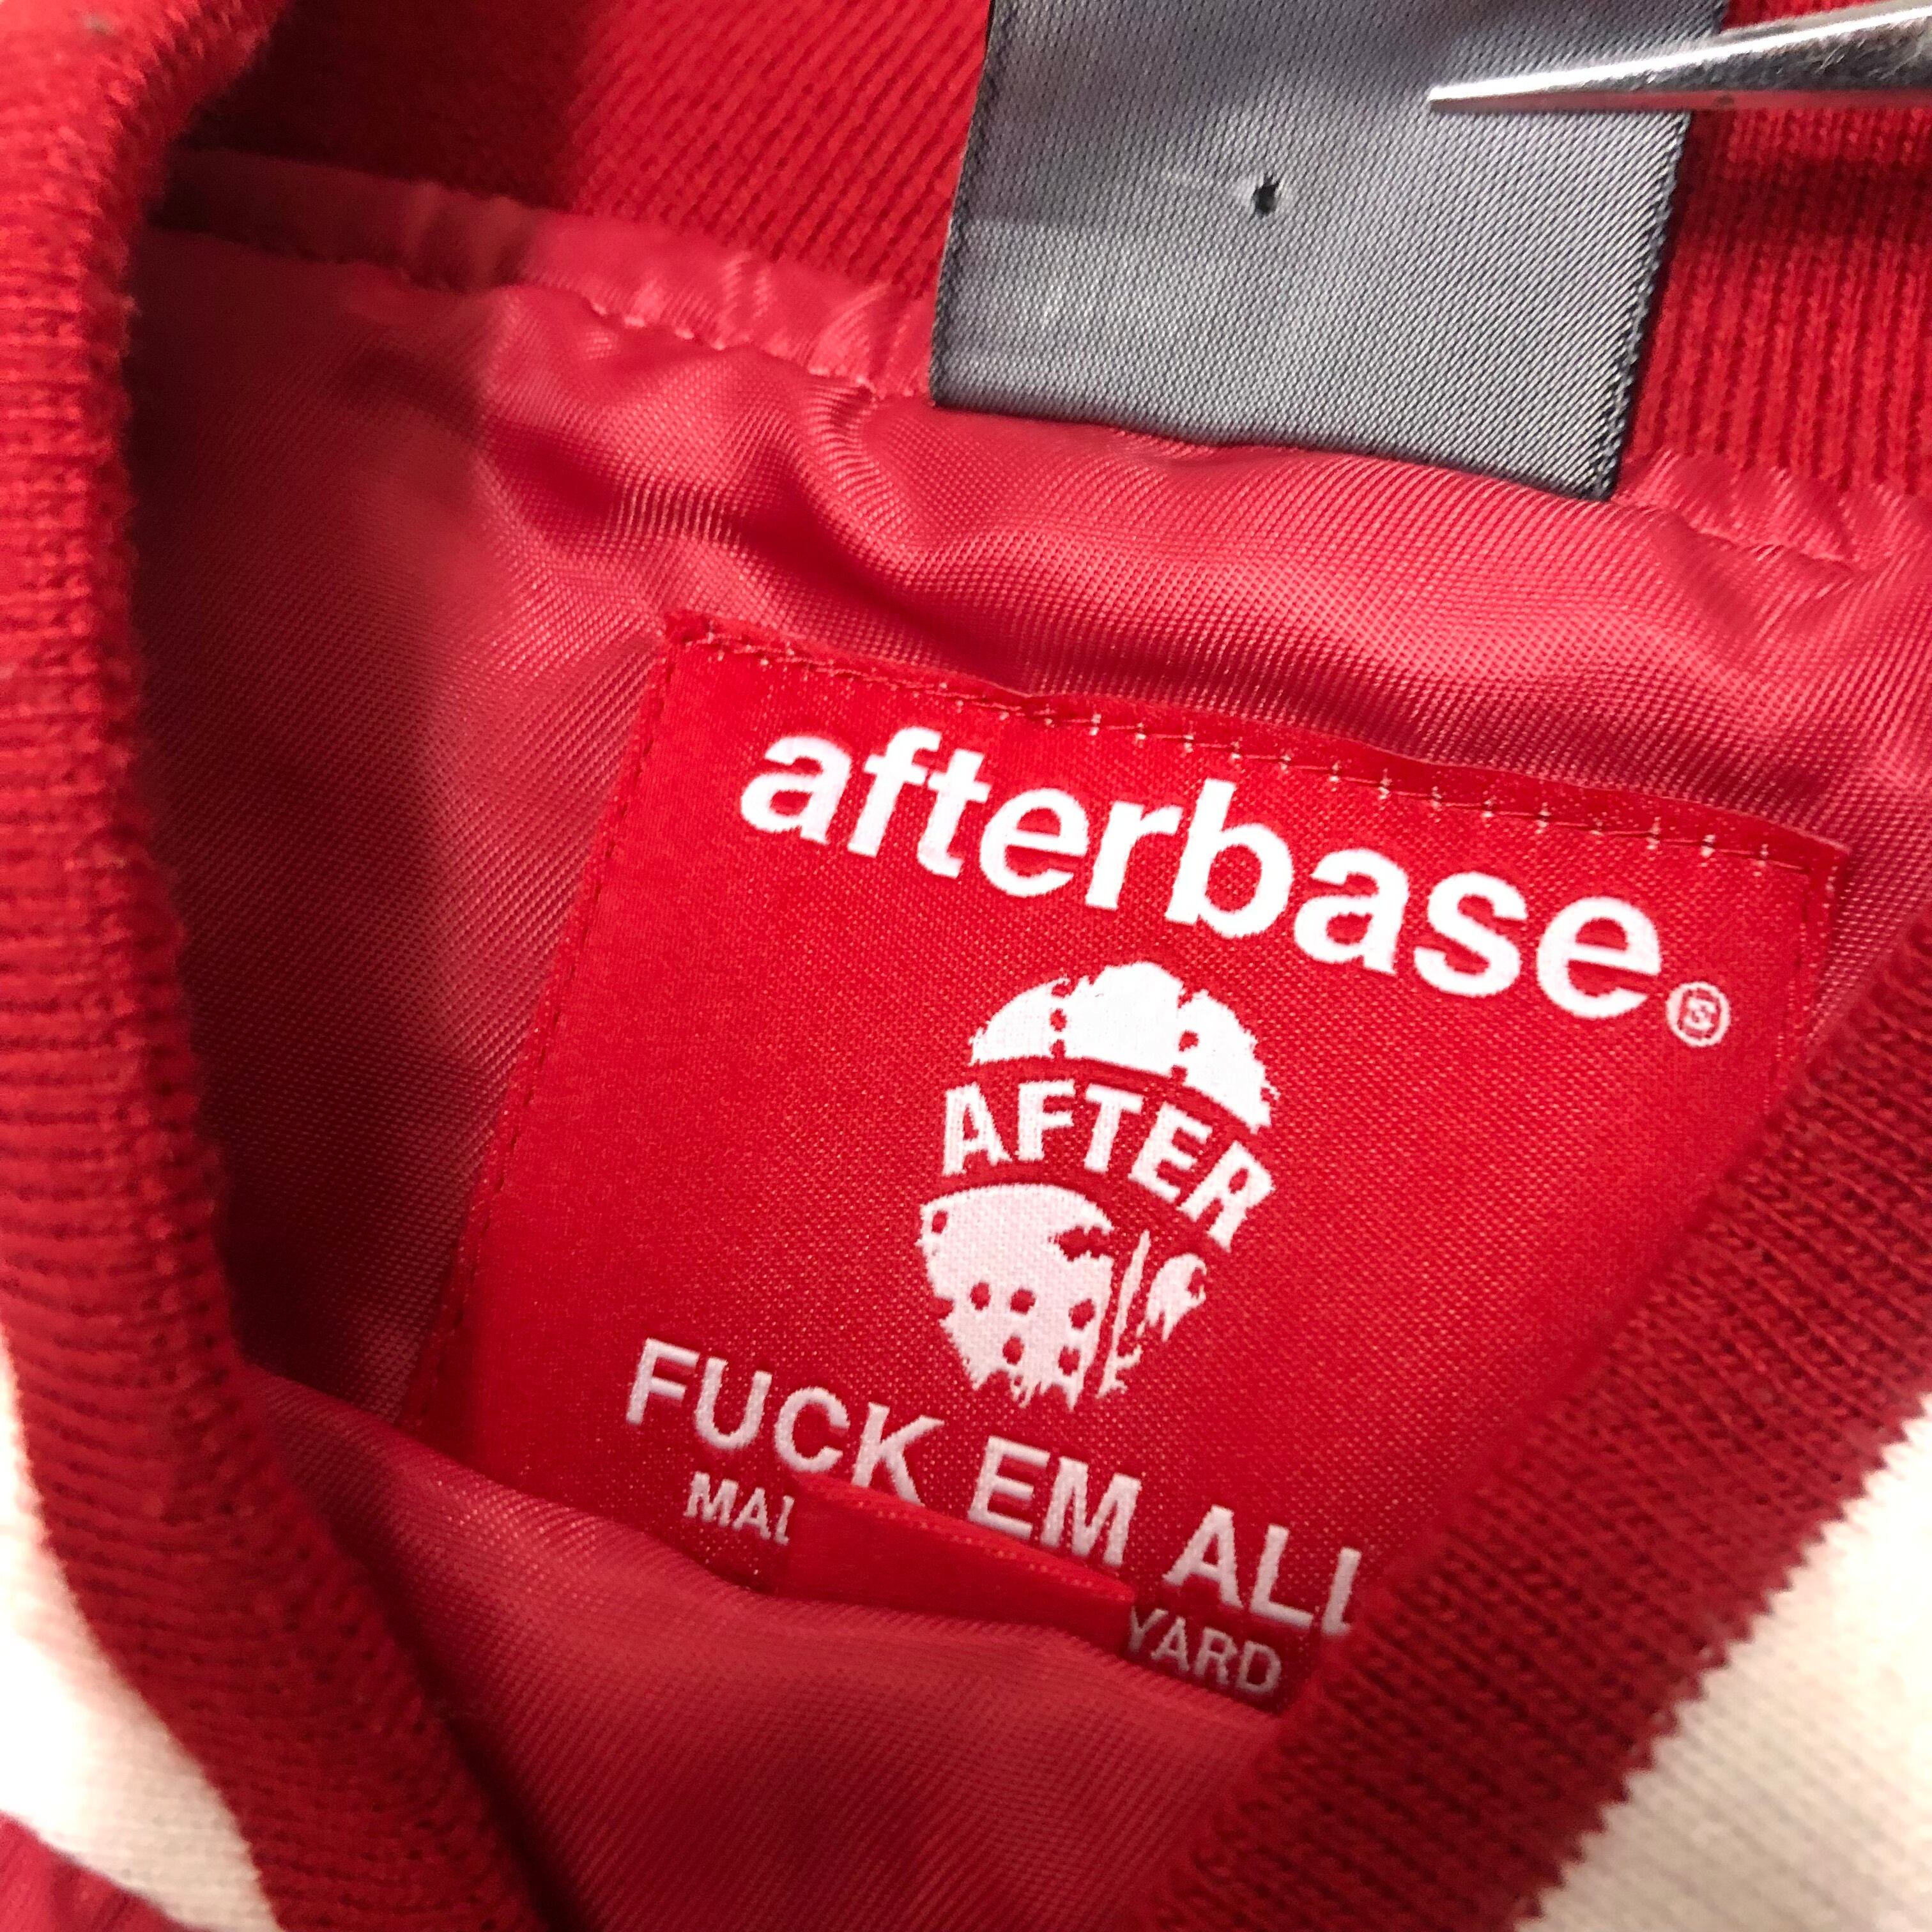 afterbase®
AFTER
FUCK EM ALL
YARD